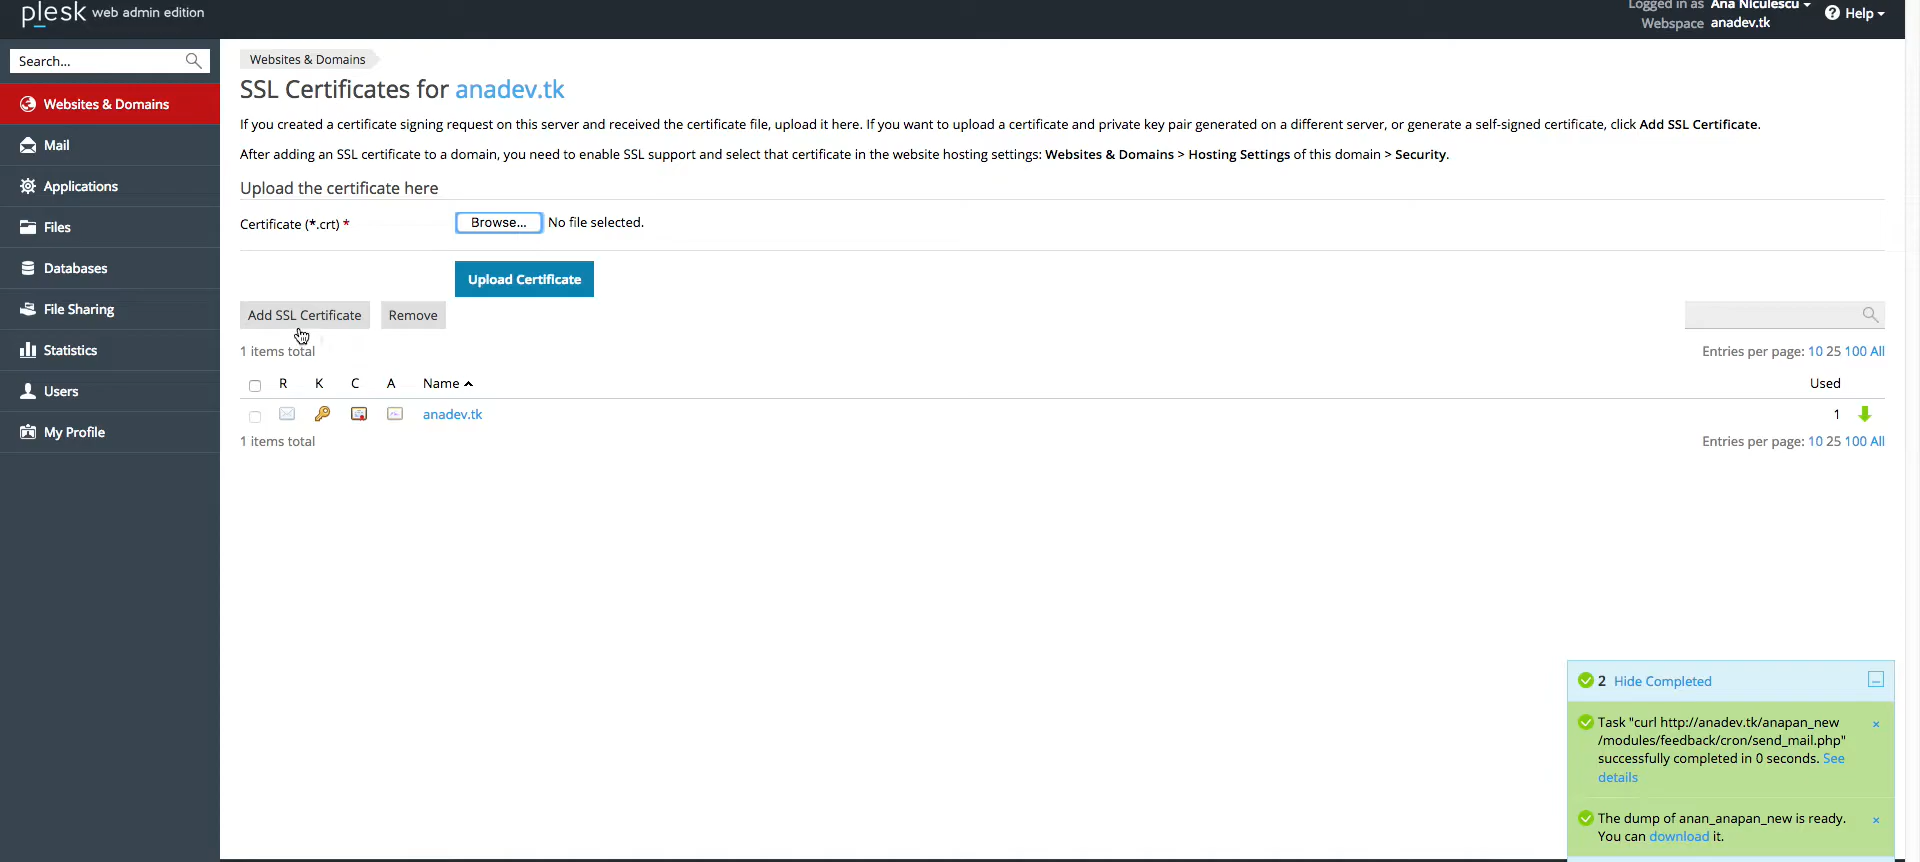 plesk web admin edition
Logged in as Ana Niculescu
Help
Webspace anadev.tk
Search...
Websites & Domains
Mail
Applications
Files
Databases
File Sharing
Statistics
Users
My Profile
Websites & Domains
SSL Certificates for anadev.tk
If you created a certificate signing request on this server and received the certificate file, upload it here. If you want to upload a certificate and private key pair generated on a different server, or generate a self-signed certificate, click Add SSL Certificate.
After adding an SSL certificate to a domain, you need to enable SSL support and select that certificate in the website hosting settings: Websites & Domains > Hosting Settings of this domain > Security.
Upload the certificate here
Certificate (*.crt) * Browse... No file selected.
Upload Certificate
Add SSL Certificate Remove
1 items total Entries per page: 10 25 100 All
R K C A Name Used
anadev.tk 1
1 items total Entries per page: 10 25 100 All
2 Hide Completed
Task "curl http://anadev.tk/anapan_new
/modules/feedback/cron/send_mail.php"
successfully completed in 0 seconds. See
details
The dump of anan_anapan_new is ready.
You can download it.